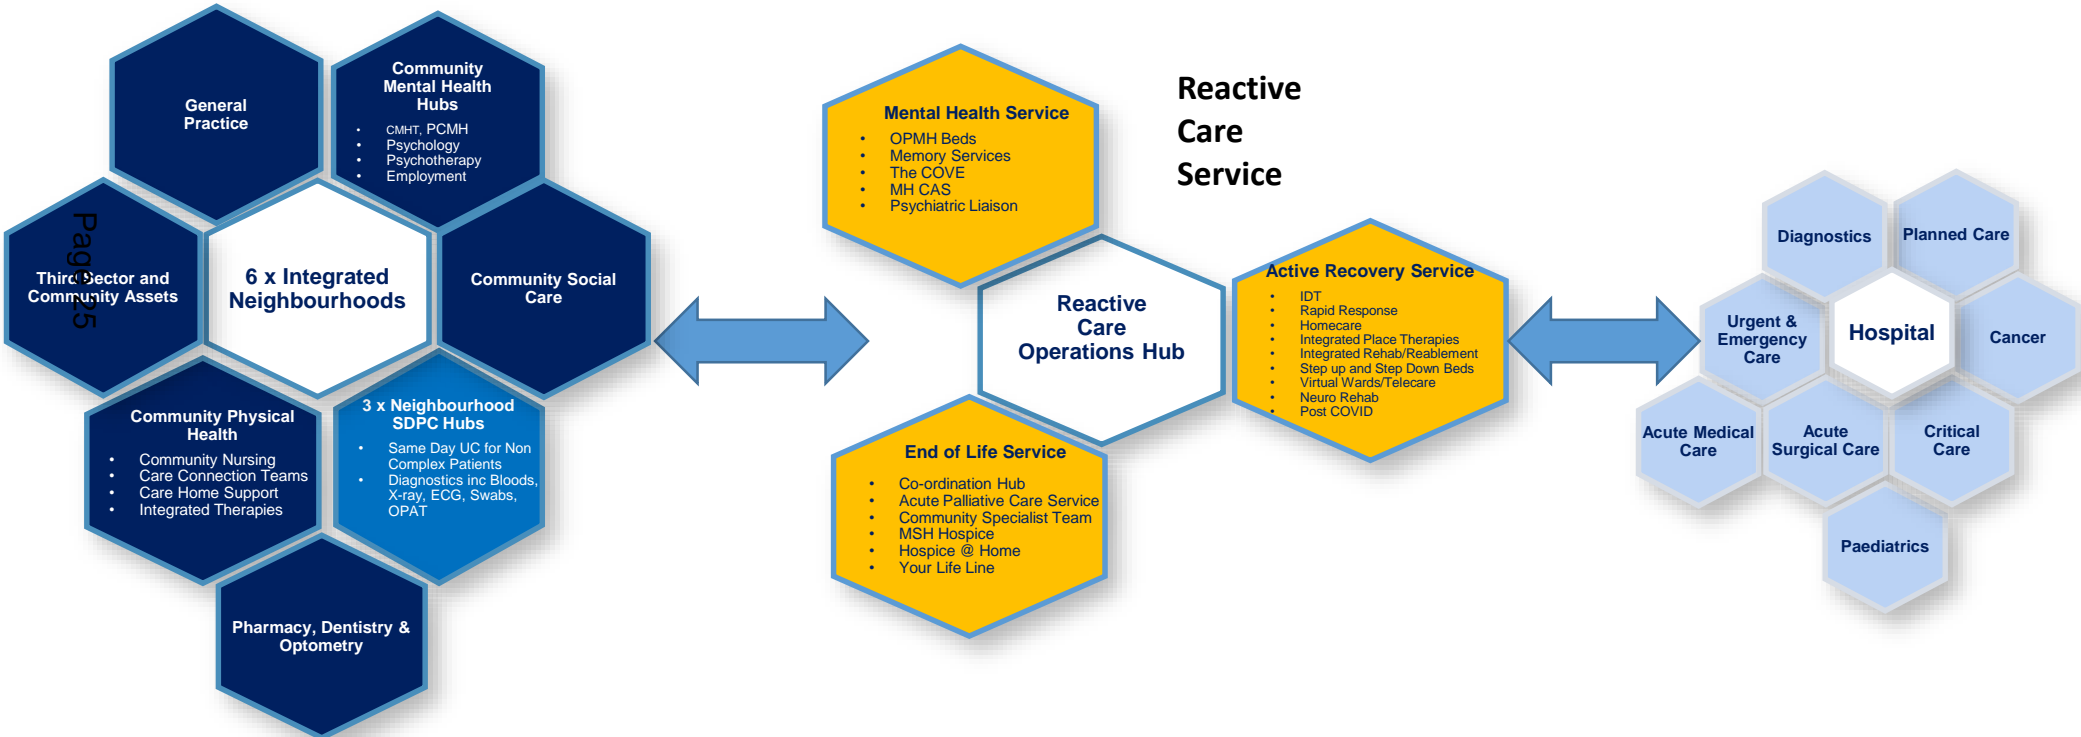 General
Practice
Community
Mental Health
Hubs
• CMHT, PCMH
• Psychology
• Psychotherapy
• Employment
Third Sector and
Community Assets
Page 25
6 x Integrated
Neighbourhoods
Community Social
Care
Community Physical
Health
• Community Nursing
• Care Connection Teams
• Care Home Support
• Integrated Therapies
3 x Neighbourhood
SDPC Hubs
• Same Day UC for Non
Complex Patients
• Diagnostics inc Bloods,
X-ray, ECG, Swabs,
OPAT
Pharmacy, Dentistry &
Optometry
Mental Health Service
• OPMH Beds
• Memory Services
• The COVE
• MH CAS
• Psychiatric Liaison
Reactive
Care
Service
Reactive
Care
Operations Hub
Active Recovery Service
• IDT
• Rapid Response
• Homecare
• Integrated Place Therapies
• Integrated Rehab/Reablement
• Step up and Step Down Beds
• Virtual Wards/Telecare
• Neuro Rehab
• Post COVID
End of Life Service
• Co-ordination Hub
• Acute Palliative Care Service
• Community Specialist Team
• MSH Hospice
• Hospice @ Home
• Your Life Line
Diagnostics
Planned Care
Urgent &
Emergency
Care
Hospital
Cancer
Acute Medical
Care
Acute
Surgical Care
Critical
Care
Paediatrics